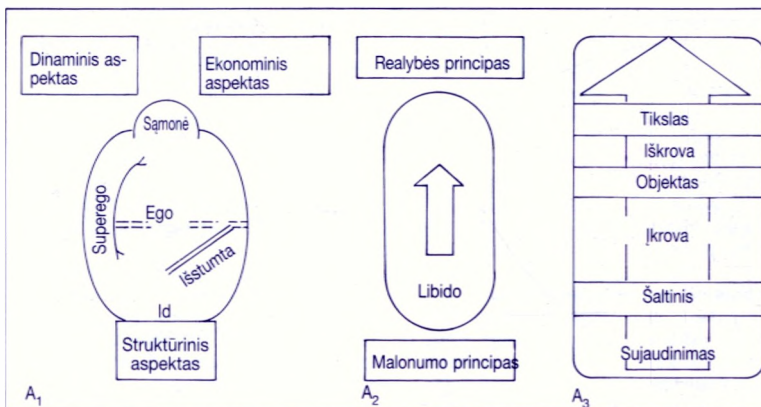 Dinaminis as-
pektas
Ekonominis
aspektas
Sąmonė
Superego
Ego
Išstumta
Id
Struktūrinis
aspektas
A1
Realybės principas
Libido
Malonumo principas
A2
Tikslas
Iškrova
Objektas
Įkrova
Šaltinis
Sujaudinimas
A3